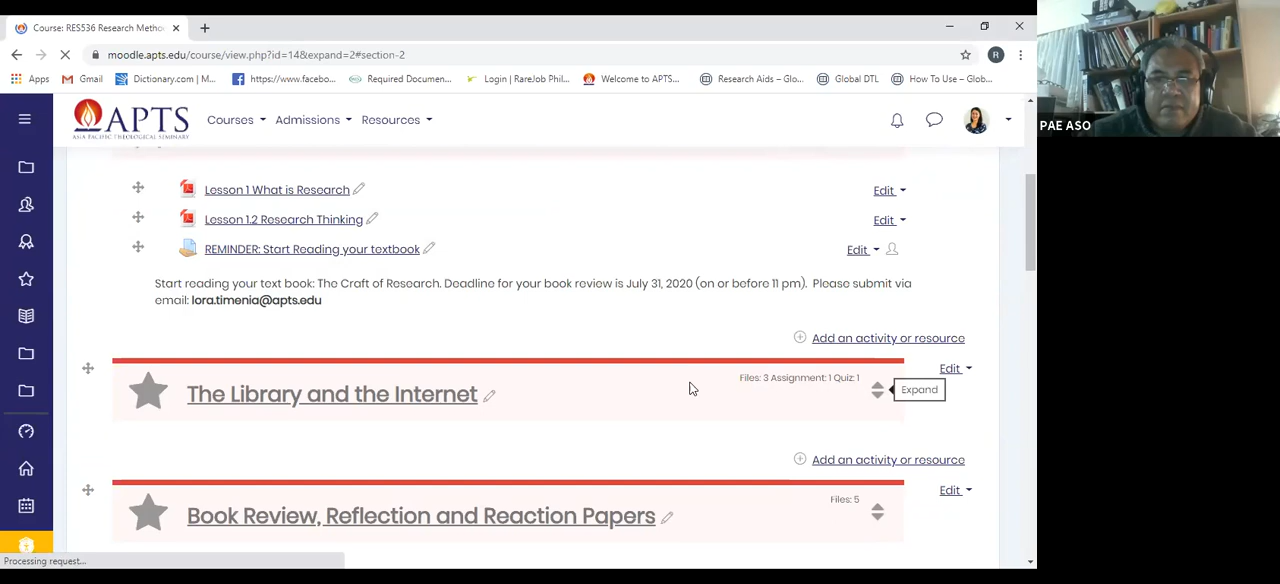 Course: RES536 Research Metho
moodle.apts.edu/course/view.php?id=14&expand=2#section-2
R
Apps
Gmail
Dictionary.com | M...
https://www.facebo...
Required Documen...
Login | RareJob Phil...
Welcome to APTS...
Research Aids – Glo...
Global DTL
How To Use – Glob...
PAE ASO
APTS
ASIA PACIFIC THEOLOGICAL SEMINARY
Courses
Admissions
Resources
Lesson 1 What is Research
Edit
Lesson 1.2 Research Thinking
Edit
REMINDER: Start Reading your textbook
Edit
Start reading your text book: The Craft of Research. Deadline for your book review is July 31, 2020 (on or before 11 pm). Please submit via
email: lora.timenia@apts.edu
Add an activity or resource
Edit
Files: 3 Assignment: 1 Quiz: 1
The Library and the Internet
Expand
Add an activity or resource
Edit
Files: 5
Book Review, Reflection and Reaction Papers
Processing request...